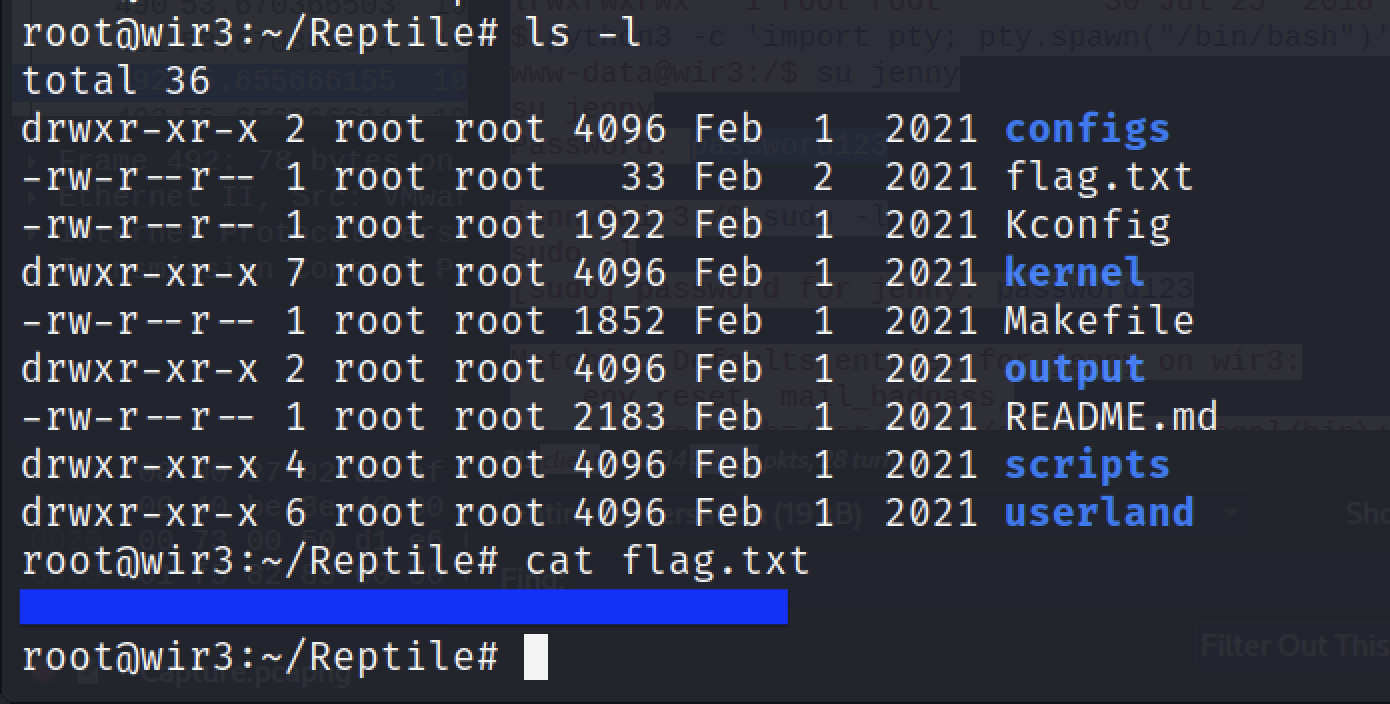 root@wir3:~/Reptile# ls -l
total 36
drwxr-xr-x 2 root root 4096 Feb  1  2021 configs
-rw-r--r-- 1 root root   33 Feb  2  2021 flag.txt
-rw-r--r-- 1 root root 1922 Feb  1  2021 Kconfig
drwxr-xr-x 7 root root 4096 Feb  1  2021 kernel
-rw-r--r-- 1 root root 1852 Feb  1  2021 Makefile
drwxr-xr-x 2 root root 4096 Feb  1  2021 output
-rw-r--r-- 1 root root 2183 Feb  1  2021 README.md
drwxr-xr-x 4 root root 4096 Feb  1  2021 scripts
drwxr-xr-x 6 root root 4096 Feb  1  2021 userland
root@wir3:~/Reptile# cat flag.txt
root@wir3:~/Reptile#